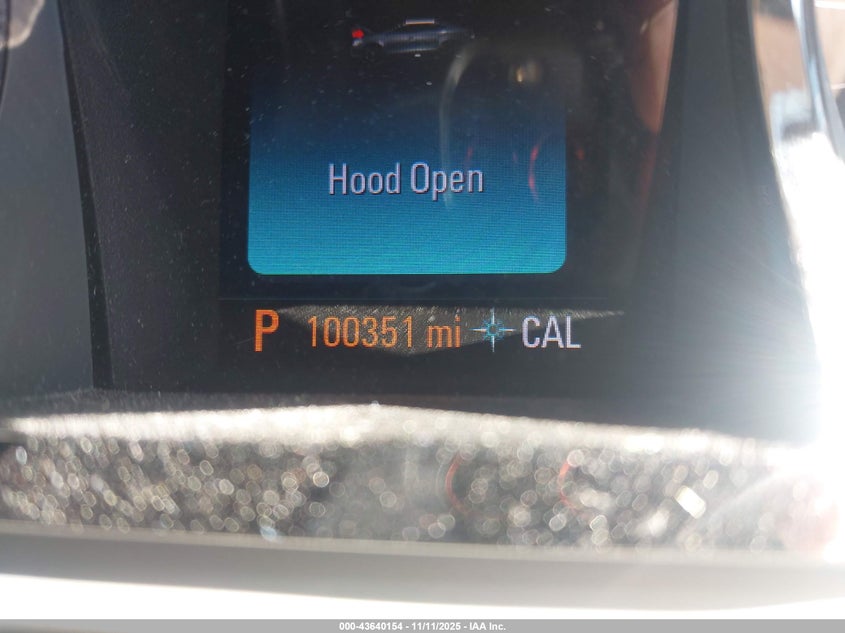 Hood Open
P 100351 mi CAL
000-43640154 - 11/11/2025 - IAA Inc.